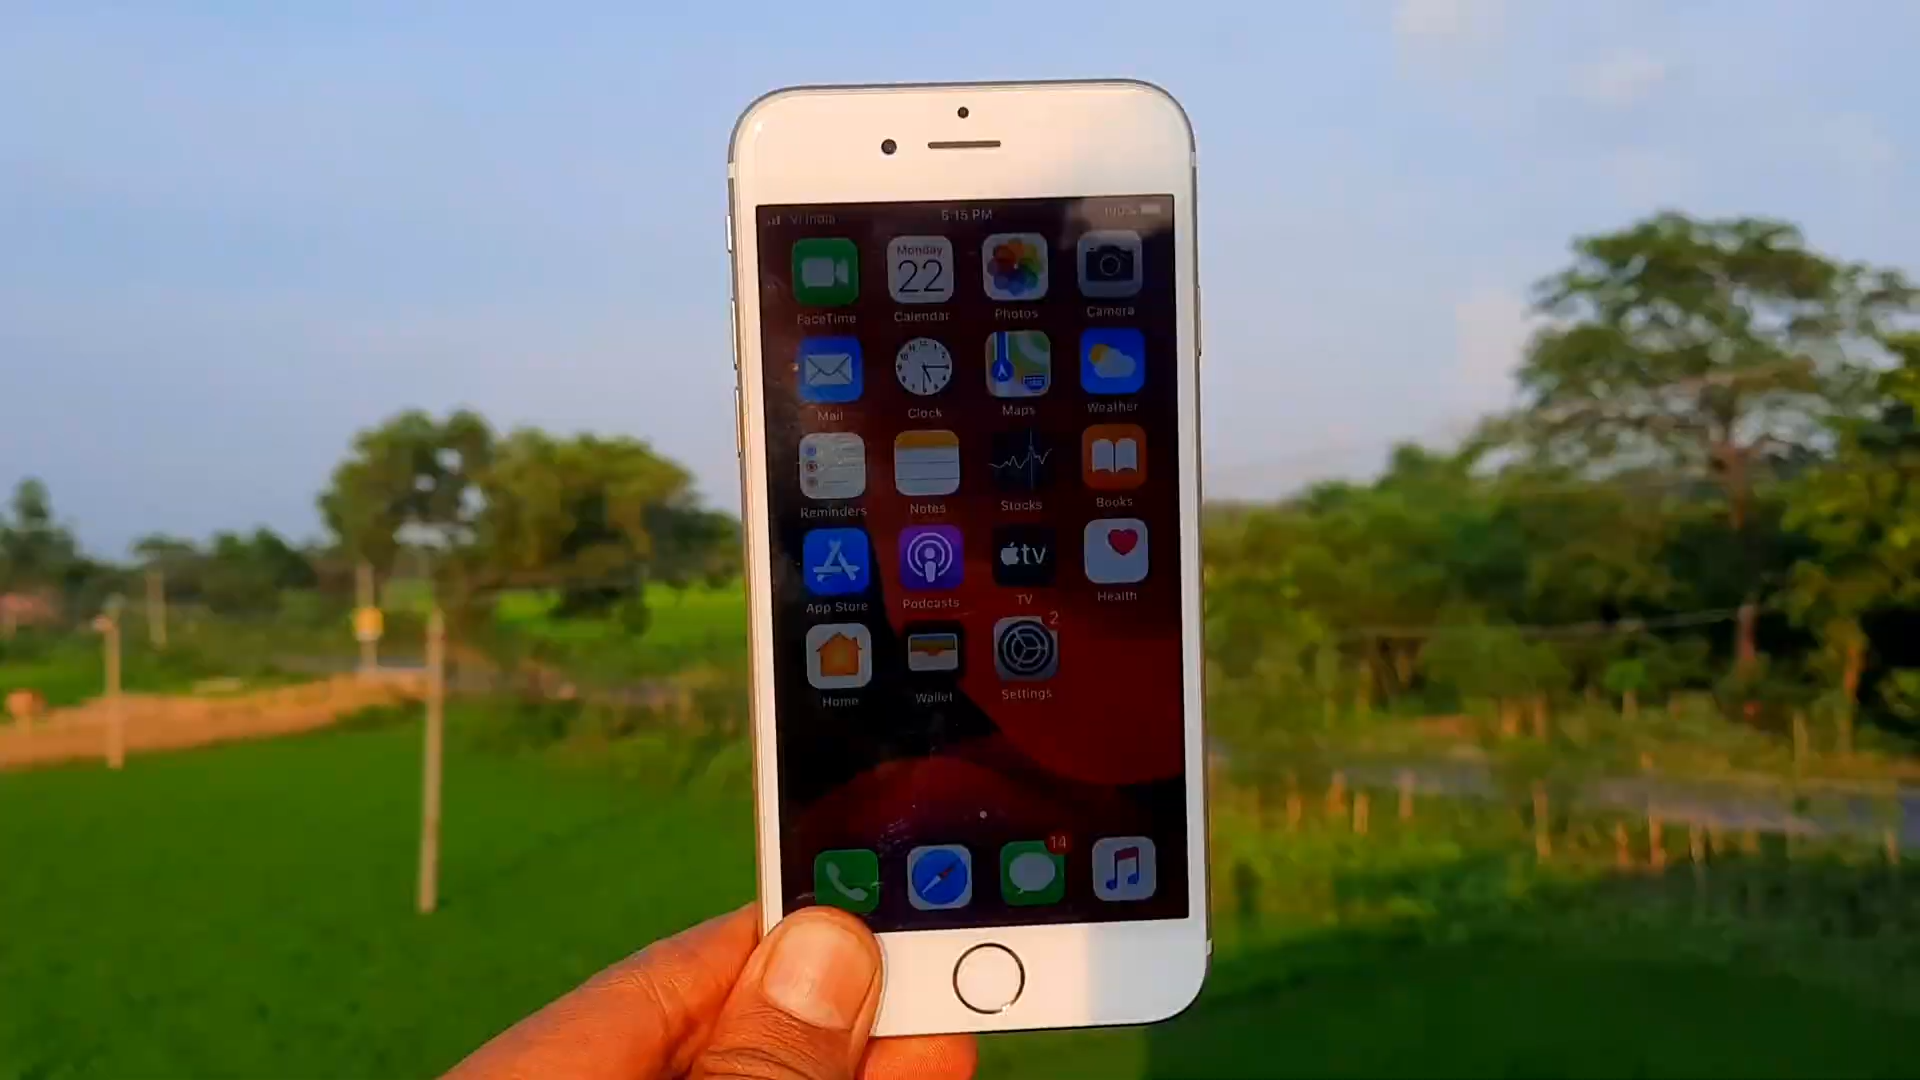 Vi India 5:15 PM 100%
Monday
22
FaceTime Calendar Photos Camera
Mail Clock Maps Weather
Reminders Notes Stocks Books
tv
App Store Podcasts TV Health
2
Home Wallet Settings
14